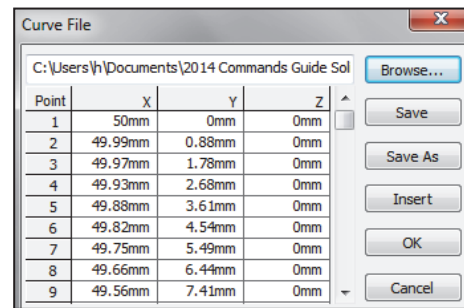 Curve File
C:\Users\h\Documents\2014 Commands Guide Sol
Browse...
Point X Y Z
1 50mm 0mm 0mm
2 49.99mm 0.88mm 0mm
3 49.97mm 1.78mm 0mm
4 49.93mm 2.68mm 0mm
5 49.88mm 3.61mm 0mm
6 49.82mm 4.54mm 0mm
7 49.75mm 5.49mm 0mm
8 49.66mm 6.44mm 0mm
9 49.56mm 7.41mm 0mm
Save
Save As
Insert
OK
Cancel